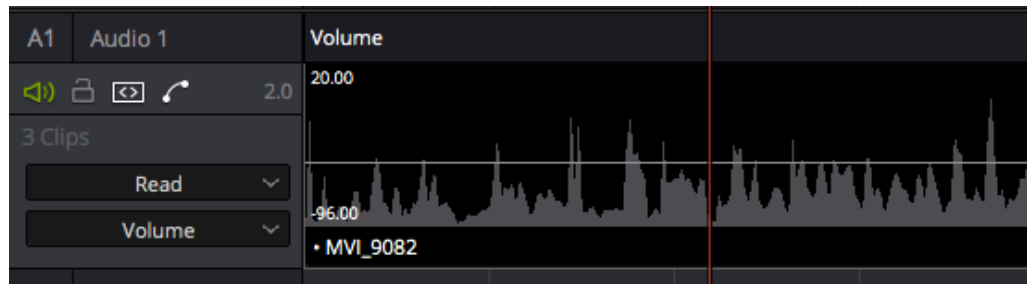 A1 Audio 1 Volume
20.00
2.0
3 Clips
Read
-96.00
Volume
• MVI_9082